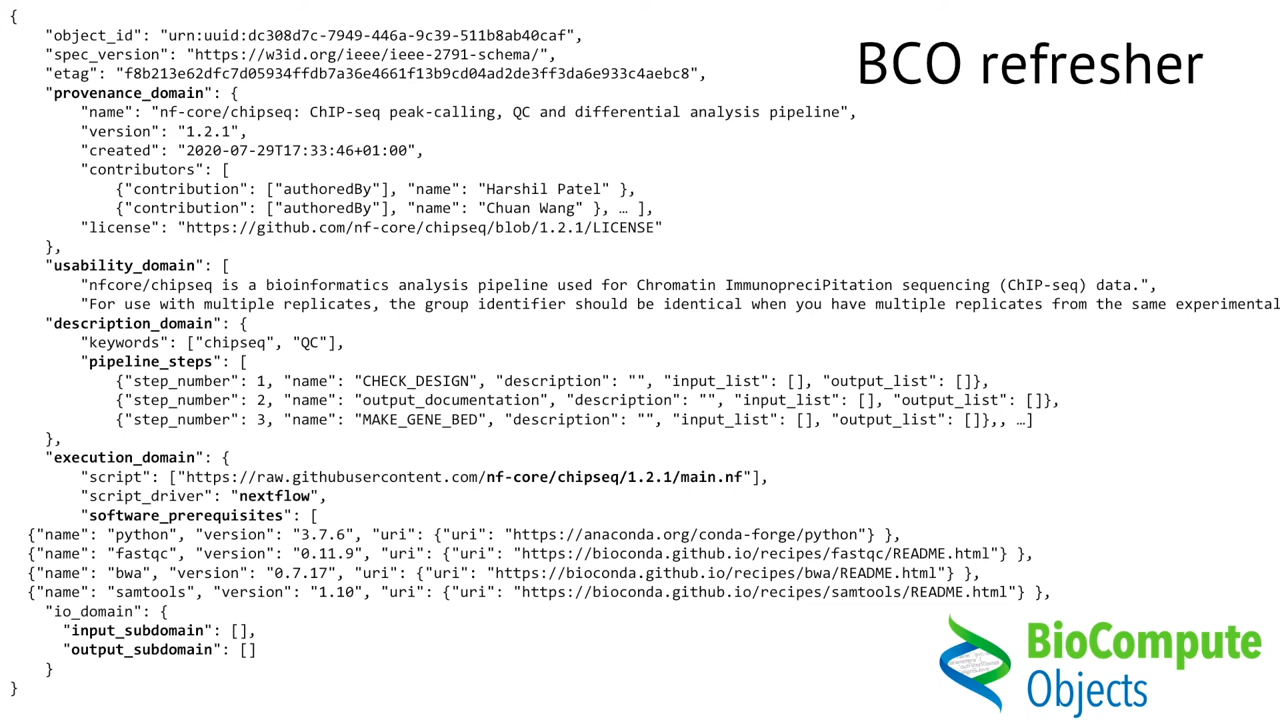 {
"object_id": "urn:uuid:dc308d7c-7949-446a-9c39-511b8ab40caf",
"spec_version": "https://w3id.org/ieee/ieee-2791-schema/",
"etag": "f8b213e62dfc7d05934ffdb7a36e4661f13b9cd04ad2de3ff3da6e933c4aebc8",
BCO refresher
"provenance_domain": {
"name": "nf-core/chipseq: ChIP-seq peak-calling, QC and differential analysis pipeline",
"version": "1.2.1",
"created": "2020-07-29T17:33:46+01:00",
"contributors": [
{"contribution": ["authoredBy"], "name": "Harshil Patel" },
{"contribution": ["authoredBy"], "name": "Chuan Wang" }, … ],
"license": "https://github.com/nf-core/chipseq/blob/1.2.1/LICENSE"
},
"usability_domain": [
"nfcore/chipseq is a bioinformatics analysis pipeline used for Chromatin ImmunopreciPitation sequencing (ChIP-seq) data.",
"For use with multiple replicates, the group identifier should be identical when you have multiple replicates from the same experimental
"description_domain": {
"keywords": ["chipseq", "QC"],
"pipeline_steps": [
{"step_number": 1, "name": "CHECK_DESIGN", "description": "", "input_list": [], "output_list": []},
{"step_number": 2, "name": "output_documentation", "description": "", "input_list": [], "output_list": []},
{"step_number": 3, "name": "MAKE_GENE_BED", "description": "", "input_list": [], "output_list": []},, …]
},
"execution_domain": {
"script": ["https://raw.githubusercontent.com/nf-core/chipseq/1.2.1/main.nf"],
"script_driver": "nextflow",
"software_prerequisites": [
{"name": "python", "version": "3.7.6", "uri": {"uri": "https://anaconda.org/conda-forge/python"} },
{"name": "fastqc", "version": "0.11.9", "uri": {"uri": "https://bioconda.github.io/recipes/fastqc/README.html"} },
{"name": "bwa", "version": "0.7.17", "uri": {"uri": "https://bioconda.github.io/recipes/bwa/README.html"} },
{"name": "samtools", "version": "1.10", "uri": {"uri": "https://bioconda.github.io/recipes/samtools/README.html"} },
"io_domain": {
"input_subdomain": [],
"output_subdomain": []
}
}
BioCompute
Objects